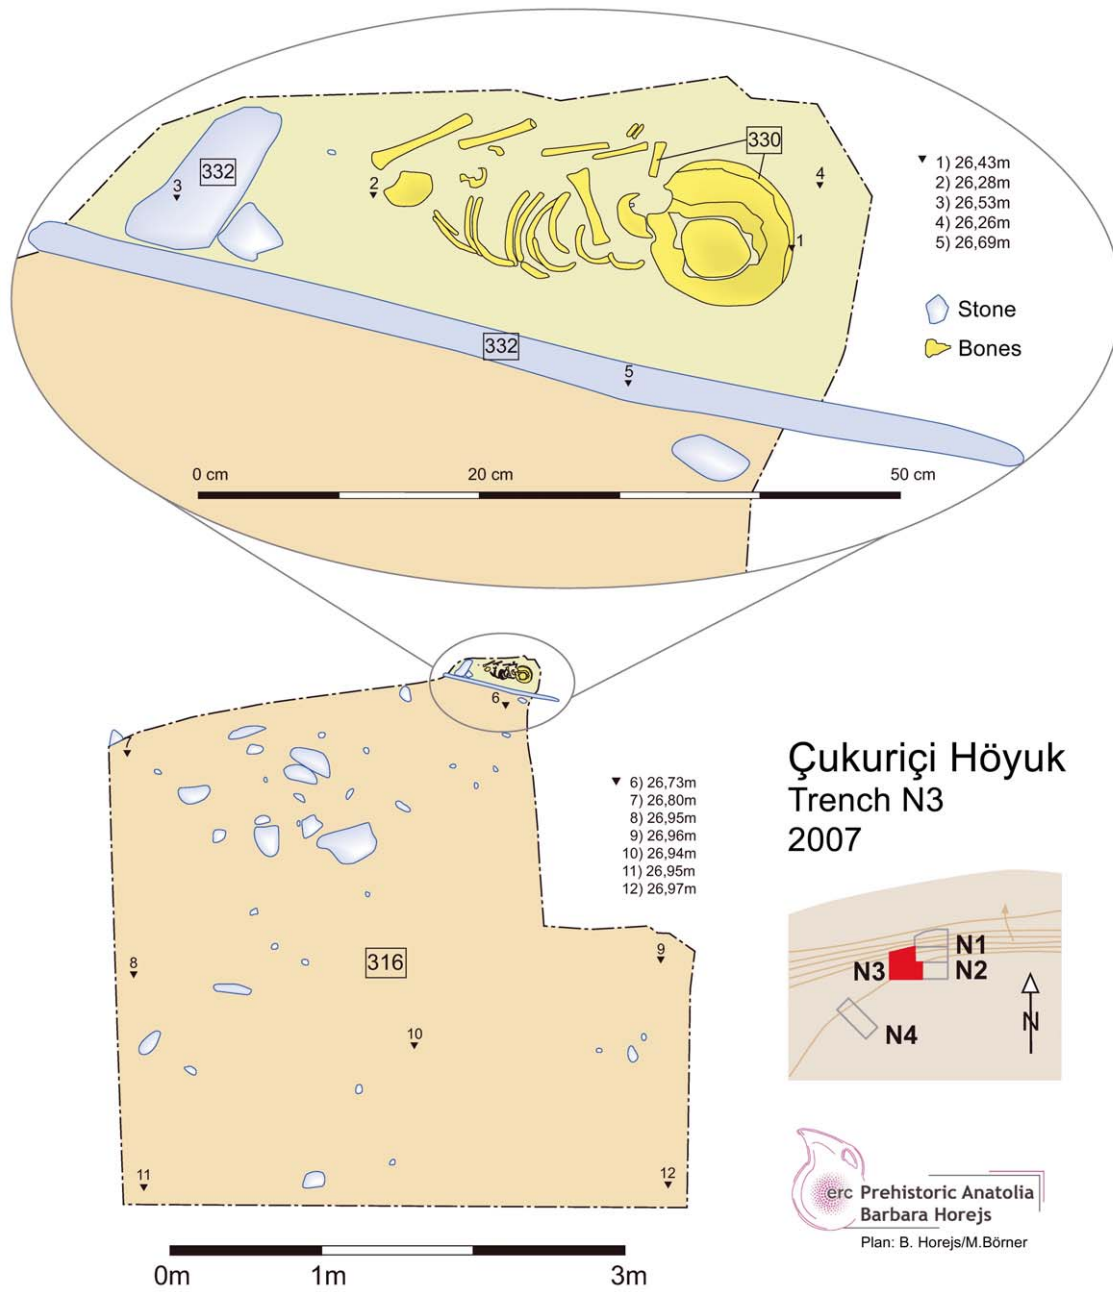 330
332
3
2
4
1
332
5
1) 26,43m
2) 26,28m
3) 26,53m
4) 26,26m
5) 26,69m
Stone
Bones
0 cm
20 cm
50 cm
6
7
6) 26,73m
7) 26,80m
8) 26,95m
9) 26,96m
10) 26,94m
11) 26,95m
12) 26,97m
8
316
9
10
11
12
0m
1m
3m
Çukuriçi Höyuk
Trench N3
2007
N1
N3
N2
N4
N
erc Prehistoric Anatolia
Barbara Horejs
Plan: B. Horejs/M.Börner